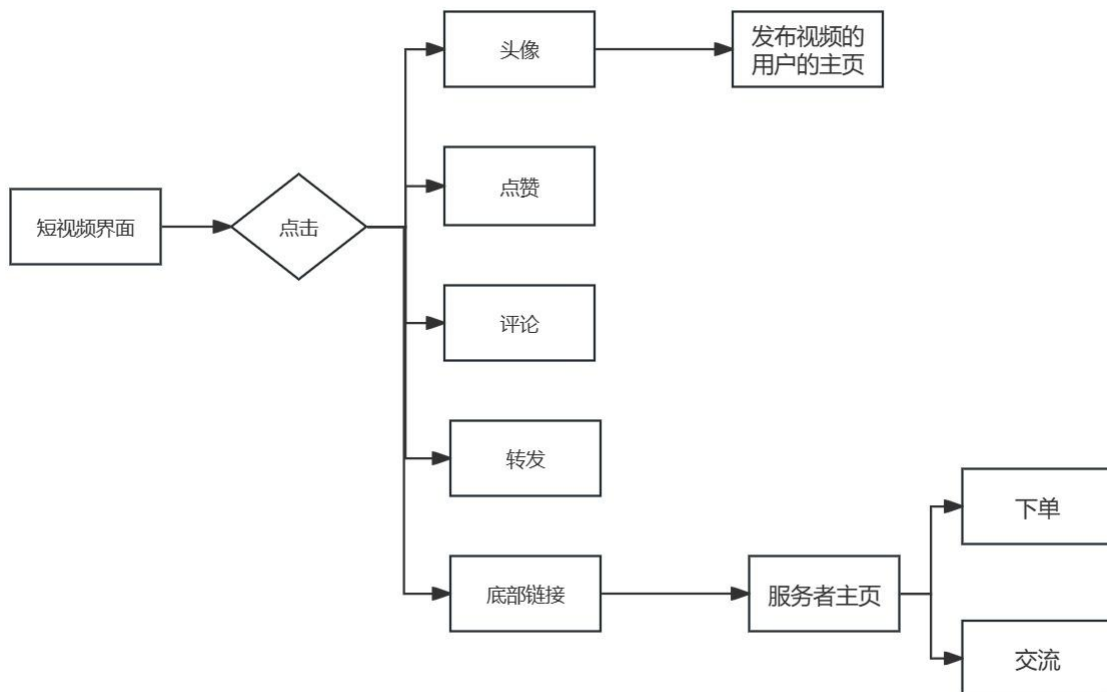 头像
发布视频的
用户的主页
点赞
短视频界面
点击
评论
转发
下单
底部链接
服务者主页
交流